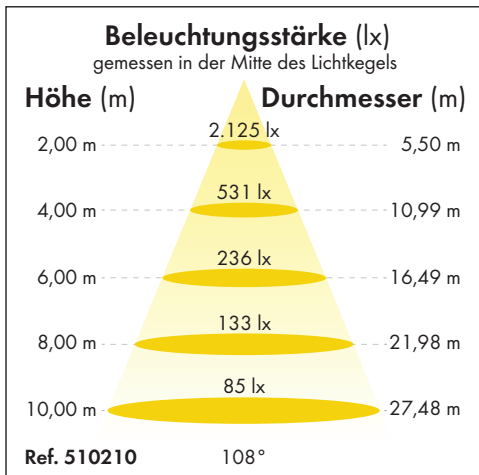 Beleuchtungsstärke (lx)
gemessen in der Mitte des Lichtkegels
Höhe (m) Durchmesser (m)
2,00 m 2.125 lx 5,50 m
4,00 m 531 lx 10,99 m
6,00 m 236 lx 16,49 m
8,00 m 133 lx 21,98 m
10,00 m 85 lx 27,48 m
Ref. 510210 108°